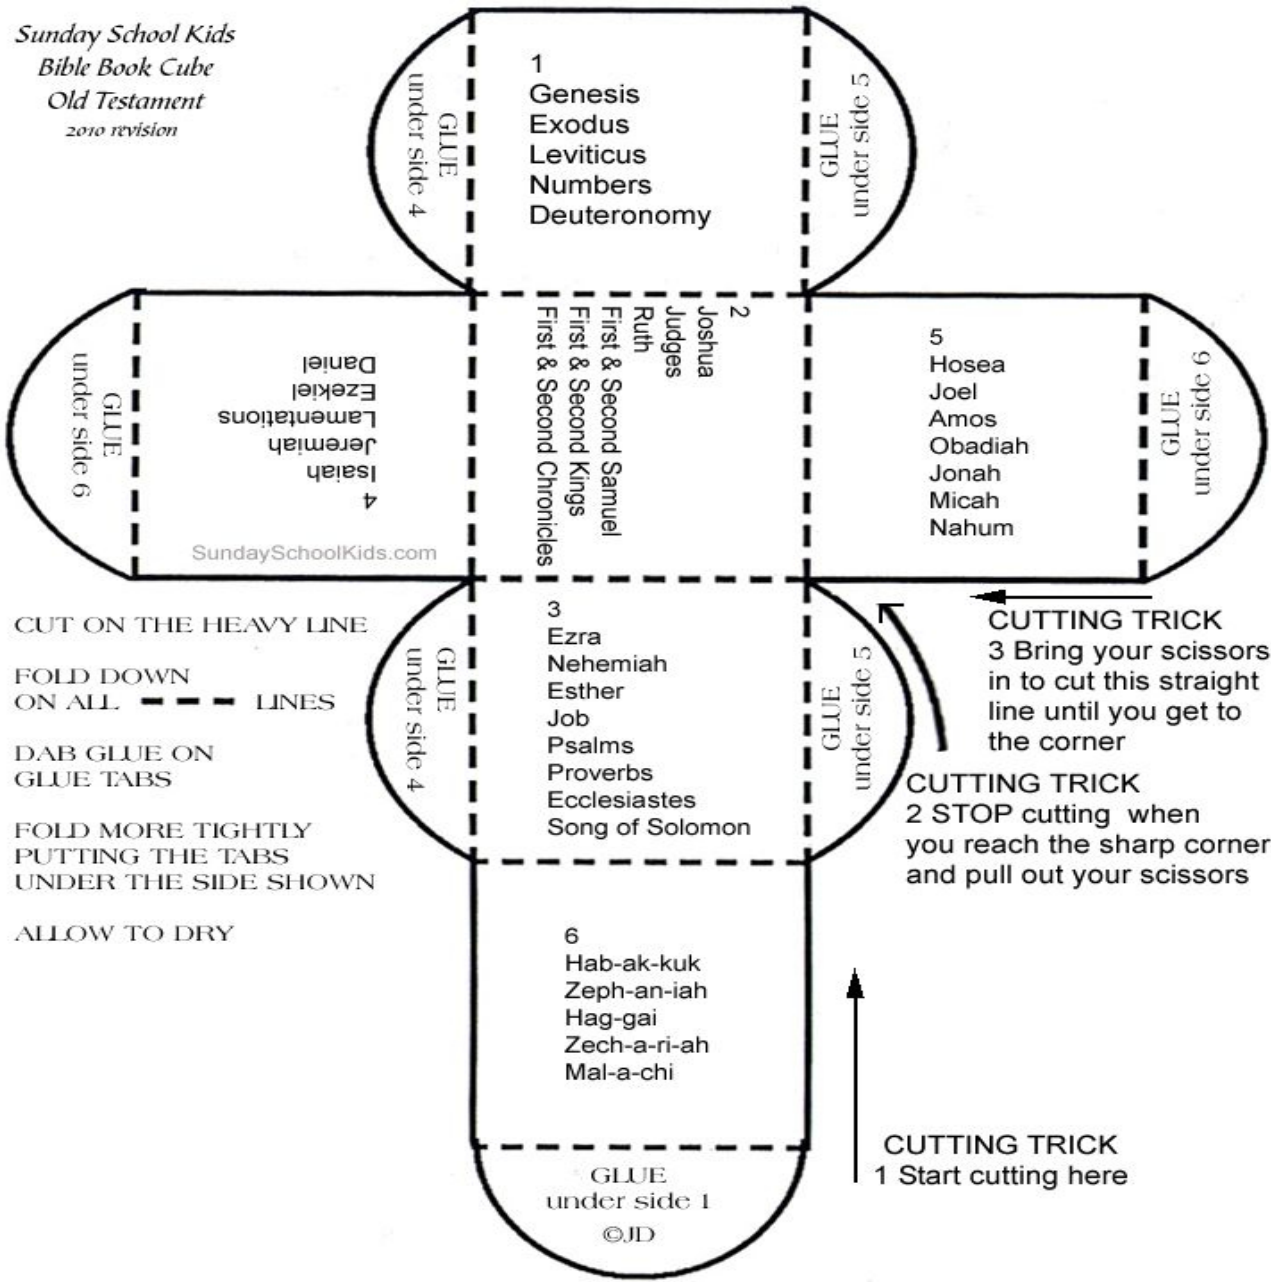 Sunday School Kids
Bible Book Cube
Old Testament
2010 revision
GLUE
under side 4
1
Genesis
Exodus
Leviticus
Numbers
Deuteronomy
GLUE
under side 5
GLUE
under side 6
4
Isaiah
Jeremiah
Lamentations
Ezekiel
Daniel
SundaySchoolKids.com
2
Joshua
Judges
Ruth
First & Second Samuel
First & Second Kings
First & Second Chronicles
5
Hosea
Joel
Amos
Obadiah
Jonah
Micah
Nahum
GLUE
under side 6
CUT ON THE HEAVY LINE
FOLD DOWN
ON ALL LINES
DAB GLUE ON
GLUE TABS
FOLD MORE TIGHTLY
PUTTING THE TABS
UNDER THE SIDE SHOWN
ALLOW TO DRY
GLUE
under side 4
3
Ezra
Nehemiah
Esther
Job
Psalms
Proverbs
Ecclesiastes
Song of Solomon
GLUE
under side 5
CUTTING TRICK
3 Bring your scissors
in to cut this straight
line until you get to
the corner
CUTTING TRICK
2 STOP cutting when
you reach the sharp corner
and pull out your scissors
6
Hab-ak-kuk
Zeph-an-iah
Hag-gai
Zech-a-ri-ah
Mal-a-chi
CUTTING TRICK
1 Start cutting here
GLUE
under side 1
©JD